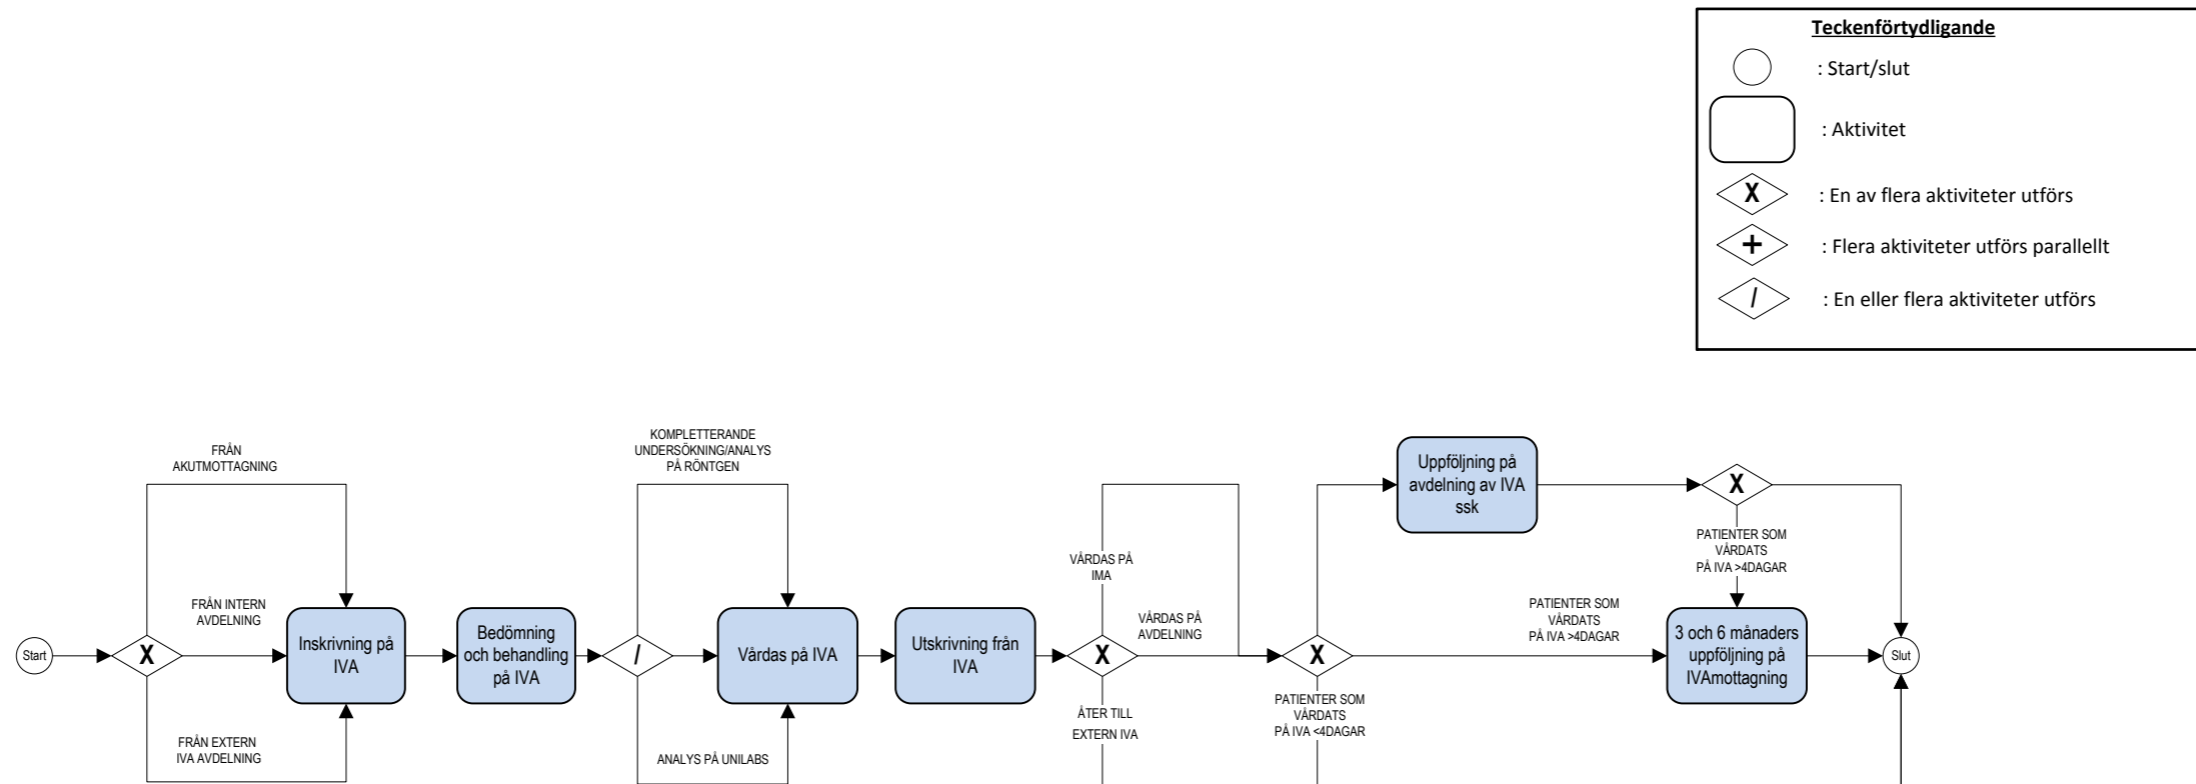 Teckenförtydligande
: Start/slut
: Aktivitet
X
: En av flera aktiviteter utförs
+
: Flera aktiviteter utförs parallellt
/
: En eller flera aktiviteter utförs
Start
X
FRÅN
AKUTMOTTAGNING
FRÅN INTERN
AVDELNING
FRÅN EXTERN
IVA AVDELNING
Inskrivning på
IVA
Bedömning
och behandling
på IVA
/
KOMPLETTERANDE
UNDERSÖKNING/ANALYS
PÅ RÖNTGEN
ANALYS PÅ UNILABS
Vårdas på IVA
Utskrivning från
IVA
X
VÅRDAS PÅ
IMA
VÅRDAS PÅ
AVDELNING
ÅTER TILL
EXTERN IVA
X
PATIENTER SOM
VÅRDATS
PÅ IVA <4DAGAR
Uppföljning på
avdelning av IVA
ssk
X
PATIENTER SOM
VÅRDATS
PÅ IVA >4DAGAR
PATIENTER SOM
VÅRDATS
PÅ IVA >4DAGAR
3 och 6 månaders
uppföljning på
IVAmottagning
Slut